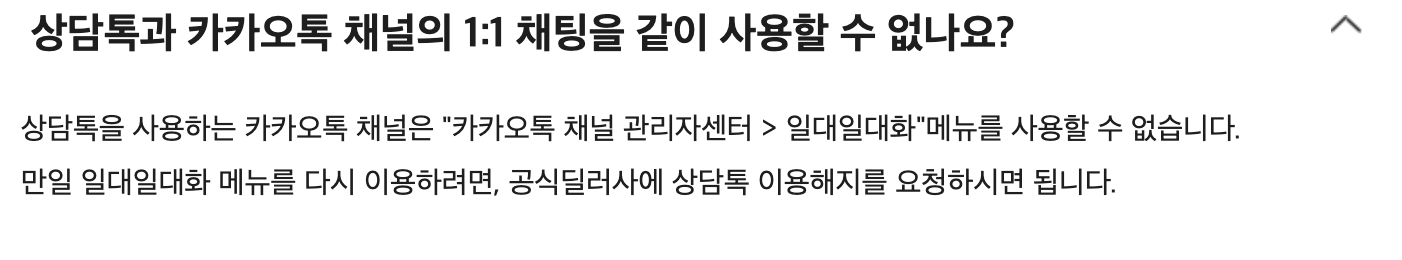 상담톡과 카카오톡 채널의 1:1 채팅을 같이 사용할 수 없나요?
상담톡을 사용하는 카카오톡 채널은 "카카오톡 채널 관리자센터 > 일대일대화"메뉴를 사용할 수 없습니다.
만일 일대일대화 메뉴를 다시 이용하려면, 공식딜러사에 상담톡 이용해지를 요청하시면 됩니다.